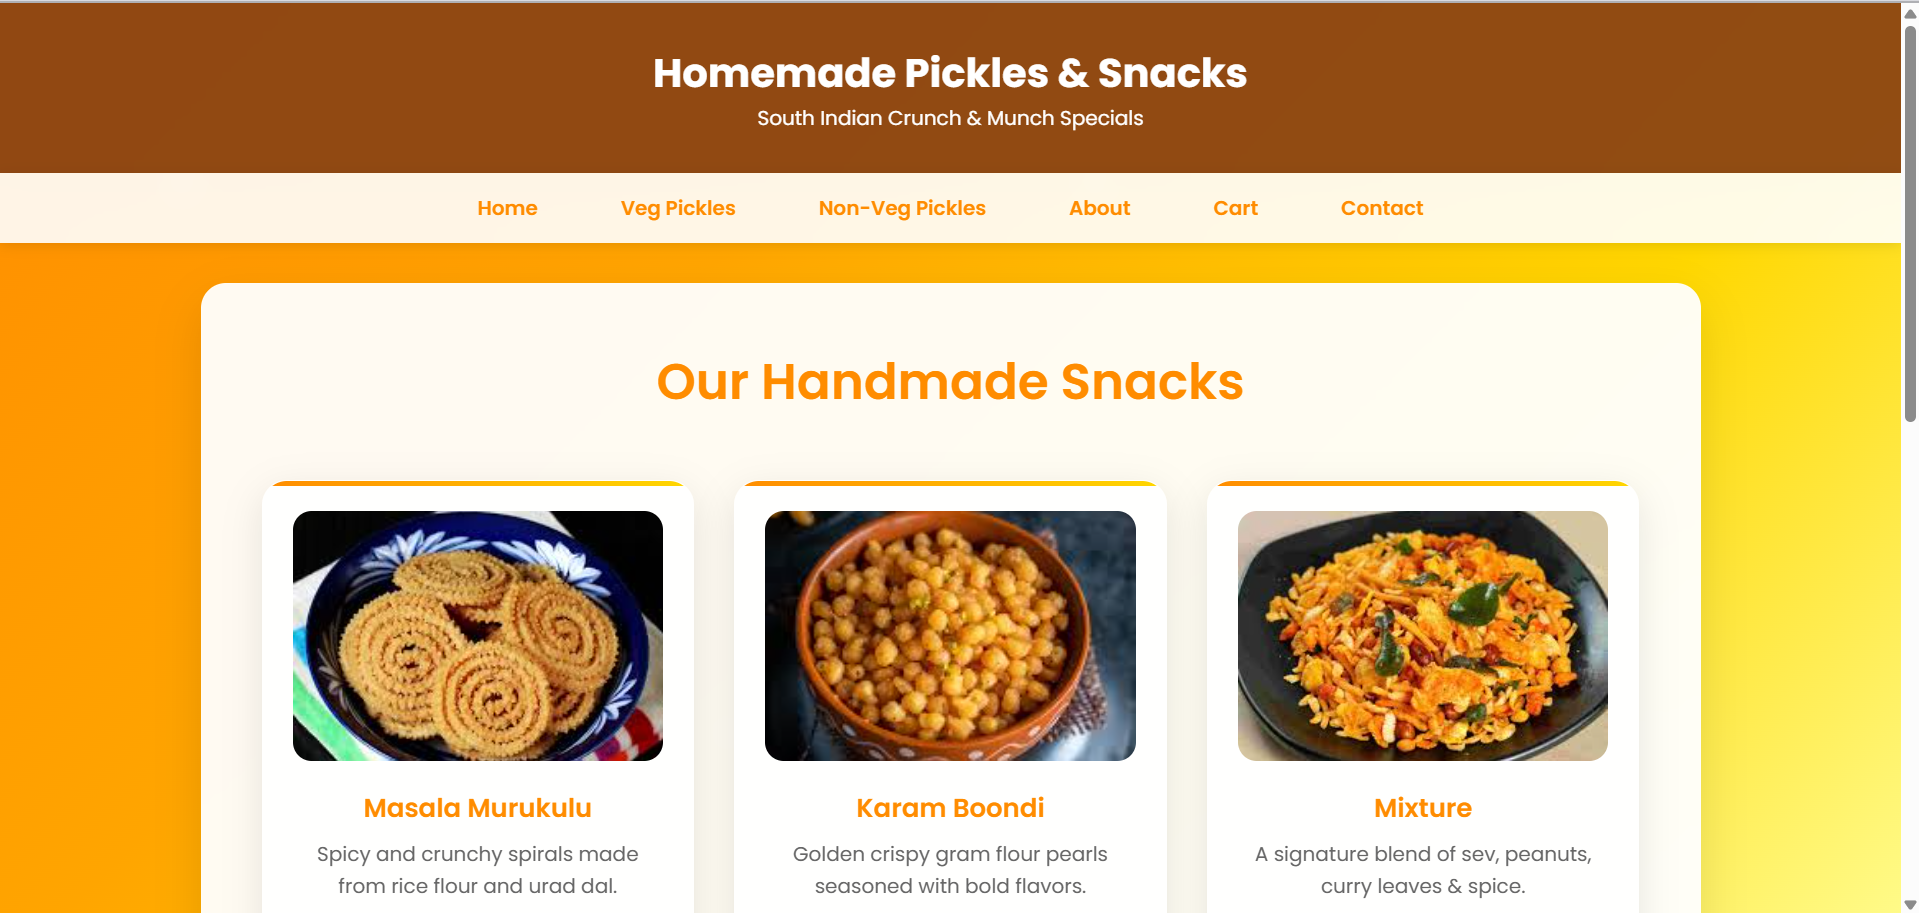 Homemade Pickles & Snacks
South Indian Crunch & Munch Specials
Home Veg Pickles Non-Veg Pickles About Cart Contact
Our Handmade Snacks
Masala Murukulu
Spicy and crunchy spirals made
from rice flour and urad dal.
Karam Boondi
Golden crispy gram flour pearls
seasoned with bold flavors.
Mixture
A signature blend of sev, peanuts,
curry leaves & spice.